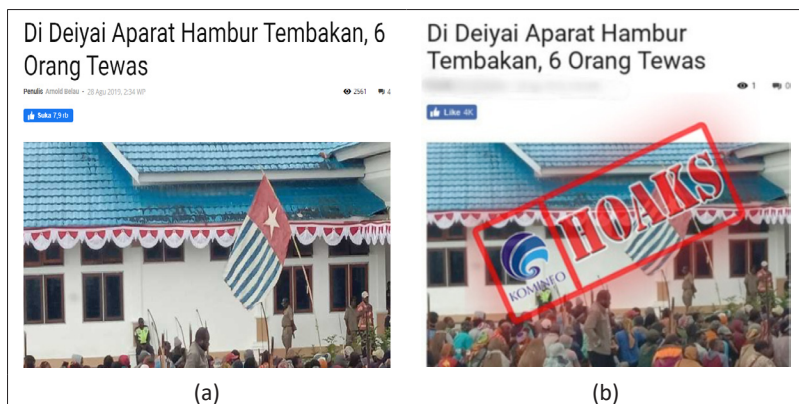 Di Deiyai Aparat Hambur Tembakan, 6
Orang Tewas
Penulis Arnold Belau - 28 Agu 2019, 2:34 WP
2561 4
Suka 7,9 rb
(a)
Di Deiyai Aparat Hambur
Tembakan, 6 Orang Tewas
1 0
Like 4K
HOAKS
KOMINFO
(b)